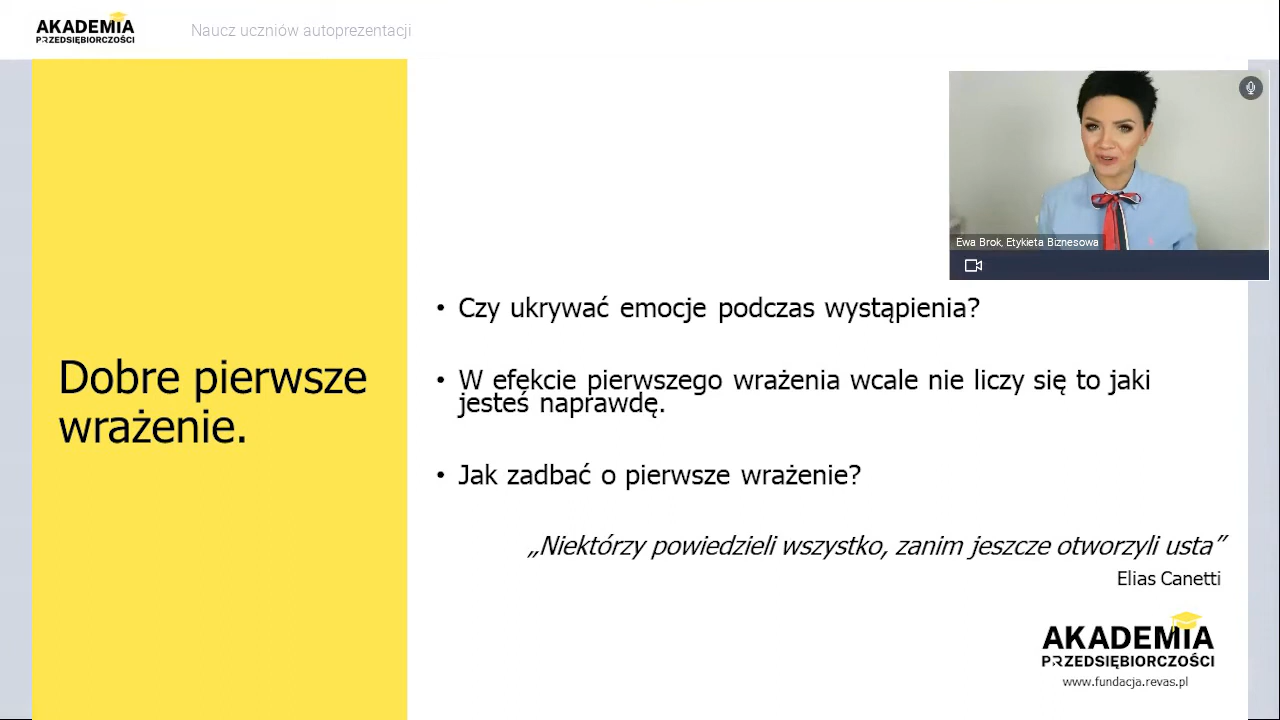 AKADEMIA
PRZEDSIĘBIORCZOŚCI
Naucz uczniów autoprezentacji
Ewa Brok, Etykieta Biznesowa
Dobre pierwsze
wrażenie.
• Czy ukrywać emocje podczas wystąpienia?
• W efekcie pierwszego wrażenia wcale nie liczy się to jaki
jesteś naprawdę.
• Jak zadbać o pierwsze wrażenie?
„Niektórzy powiedzieli wszystko, zanim jeszcze otworzyli usta”
Elias Canetti
AKADEMIA
PRZEDSIĘBIORCZOŚCI
www.fundacja.revas.pl